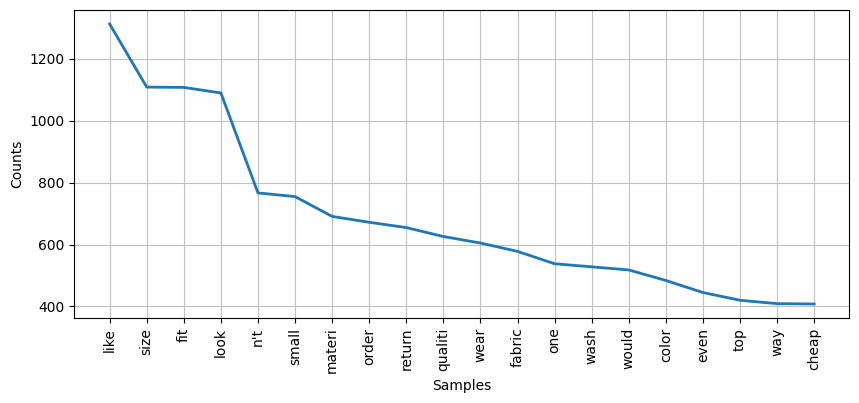 1200
1000
800
600
400
Counts
like
size
fit
look
n't
small
materi
order
return
qualiti
wear
fabric
one
wash
would
color
even
top
way
cheap
Samples